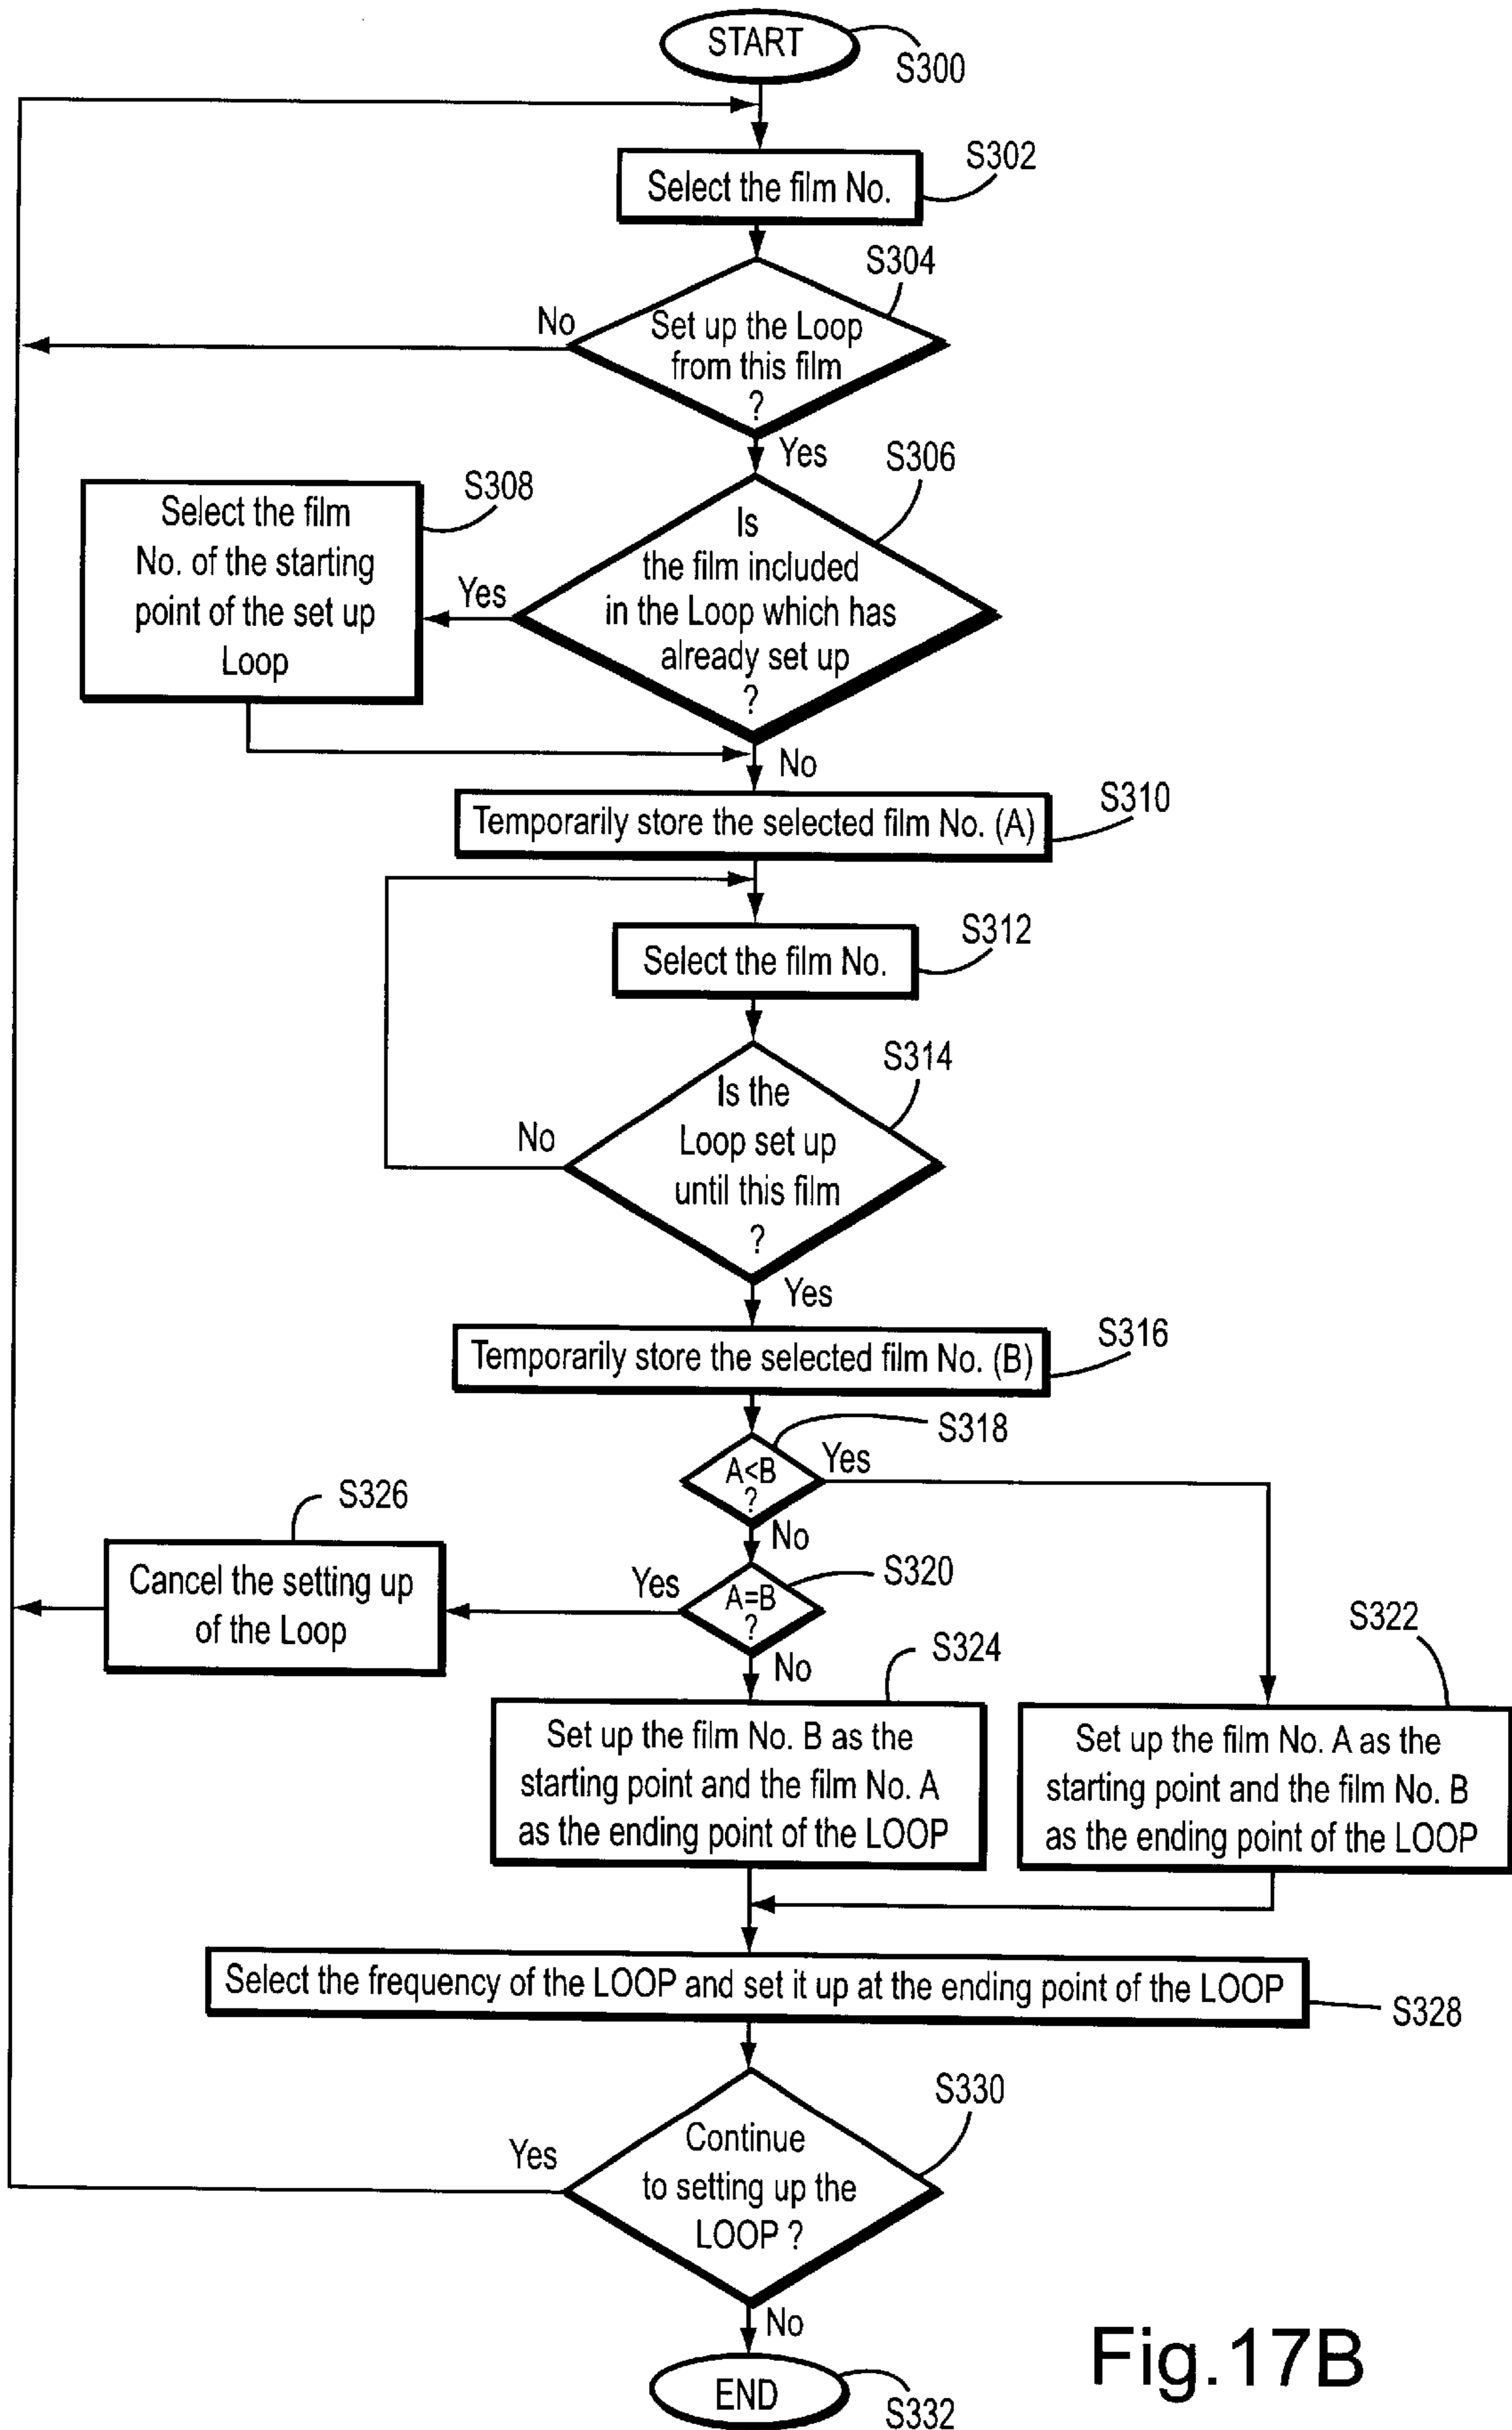 START
S300
Select the film No.
S302
S304
No
Set up the Loop
from this film
?
Yes
S306
S308
Select the film
No. of the starting
point of the set up
Loop
Yes
Is
the film included
in the Loop which has
already set up
?
No
Temporarily store the selected film No. (A)
S310
S312
Select the film No.
S314
No
Is the
Loop set up
until this film
?
Yes
Temporarily store the selected film No. (B)
S316
S318
A<B
?
Yes
No
S326
Cancel the setting up
of the Loop
Yes
A=B
?
S320
No
S324
S322
Set up the film No. B as the
starting point and the film No. A
as the ending point of the LOOP
Set up the film No. A as the
starting point and the film No. B
as the ending point of the LOOP
Select the frequency of the LOOP and set it up at the ending point of the LOOP
S328
S330
Yes
Continue
to setting up the
LOOP ?
No
END
S332
Fig.17B